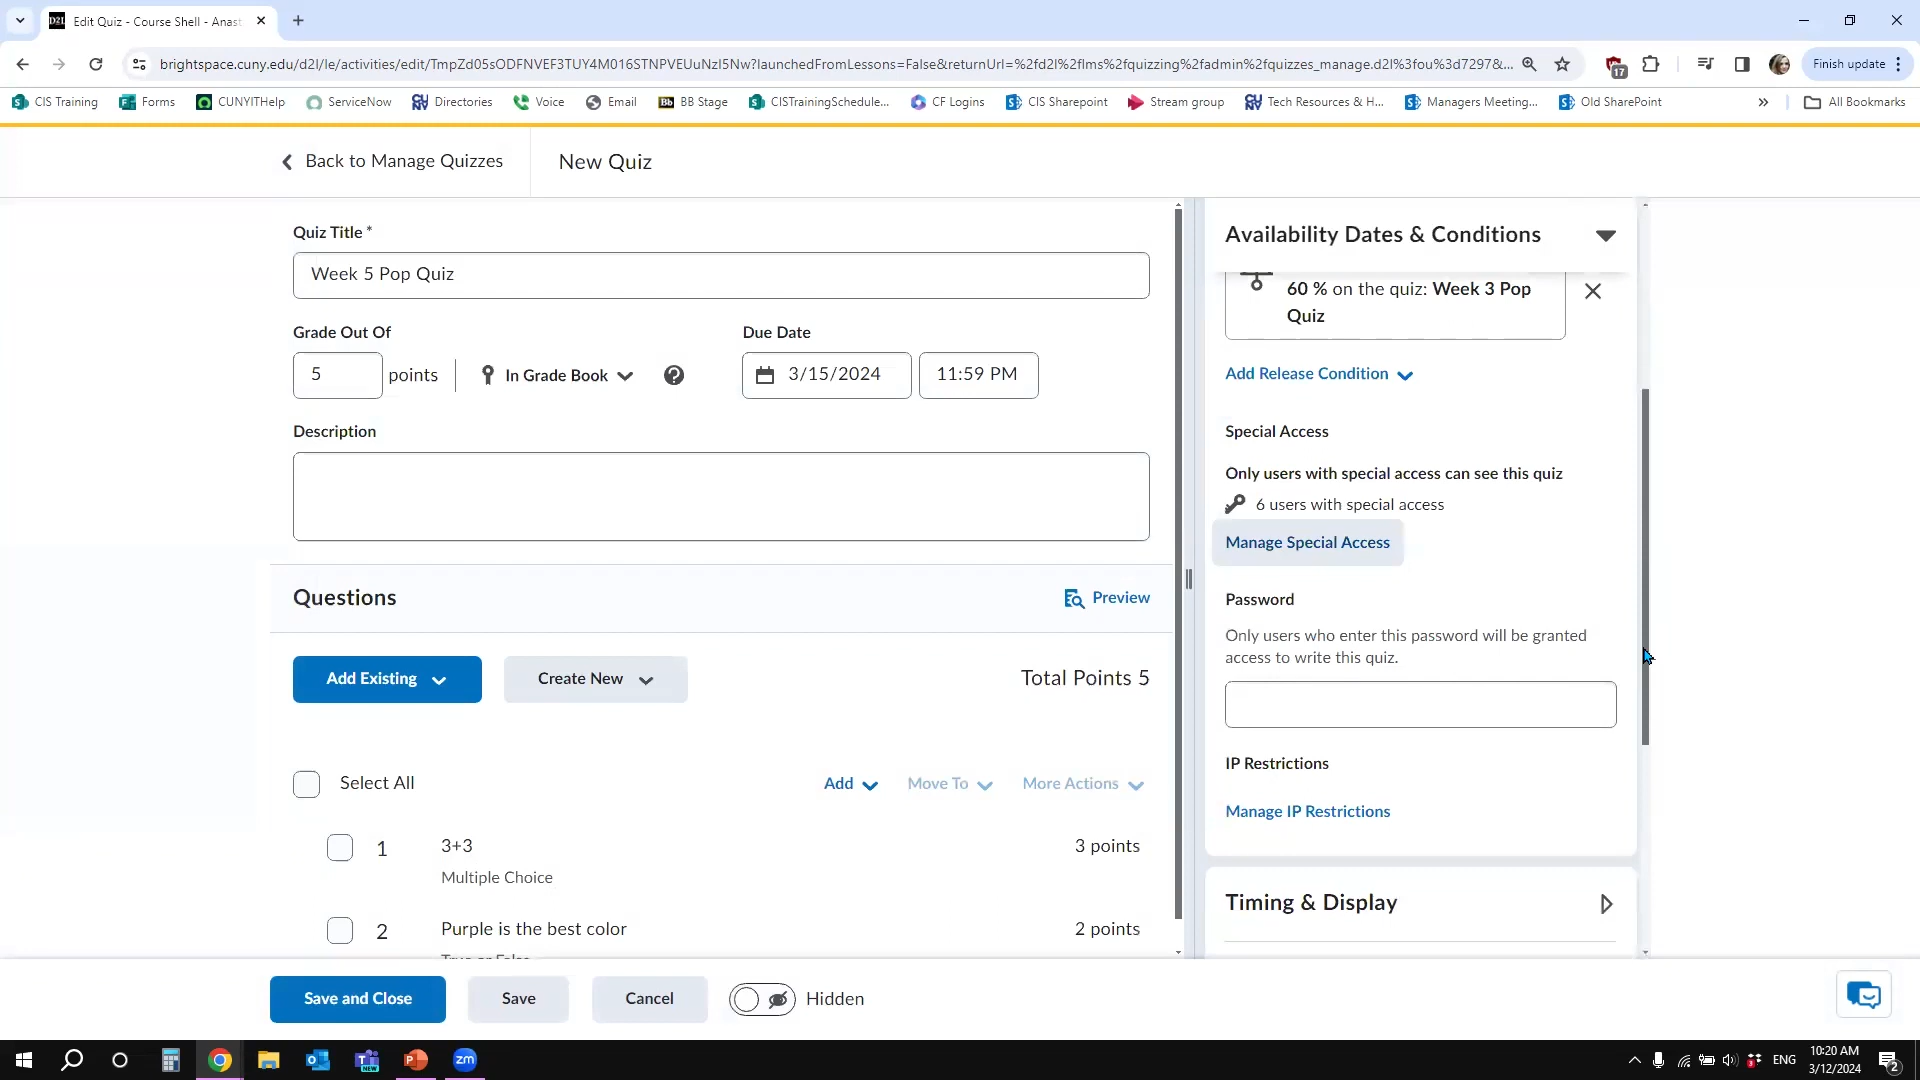 D2L Edit Quiz - Course Shell - Anast
brightspace.cuny.edu/d2l/le/activities/edit/TmpZd05sODFNVEF3TUY4M016STNPVEUuNzI5Nw?launchedFromLessons=False&returnUrl=%2fd2l%2flms%2fquizzing%2fadmin%2fquizzes_manage.d2l%3fou%3d7297&...
17
Finish update
CIS Training
Forms
CUNYITHelp
ServiceNow
Directories
Voice
Email
Bb BB Stage
CISTrainingSchedule...
CF Logins
CIS Sharepoint
Stream group
Tech Resources & H...
Managers Meeting...
Old SharePoint
»
All Bookmarks
Back to Manage Quizzes
New Quiz
Quiz Title *
Week 5 Pop Quiz
Grade Out Of
5 points
In Grade Book
Due Date
3/15/2024
11:59 PM
Description
Questions
Preview
Add Existing
Create New
Total Points 5
Select All
Add
Move To
More Actions
1 3+3 3 points
Multiple Choice
2 Purple is the best color 2 points
True or False
Availability Dates & Conditions
60 % on the quiz: Week 3 Pop
Quiz
Add Release Condition
Special Access
Only users with special access can see this quiz
6 users with special access
Manage Special Access
Password
Only users who enter this password will be granted
access to write this quiz.
IP Restrictions
Manage IP Restrictions
Timing & Display
Save and Close
Save
Cancel
Hidden
NEW
zm
ENG
10:20 AM
3/12/2024
2